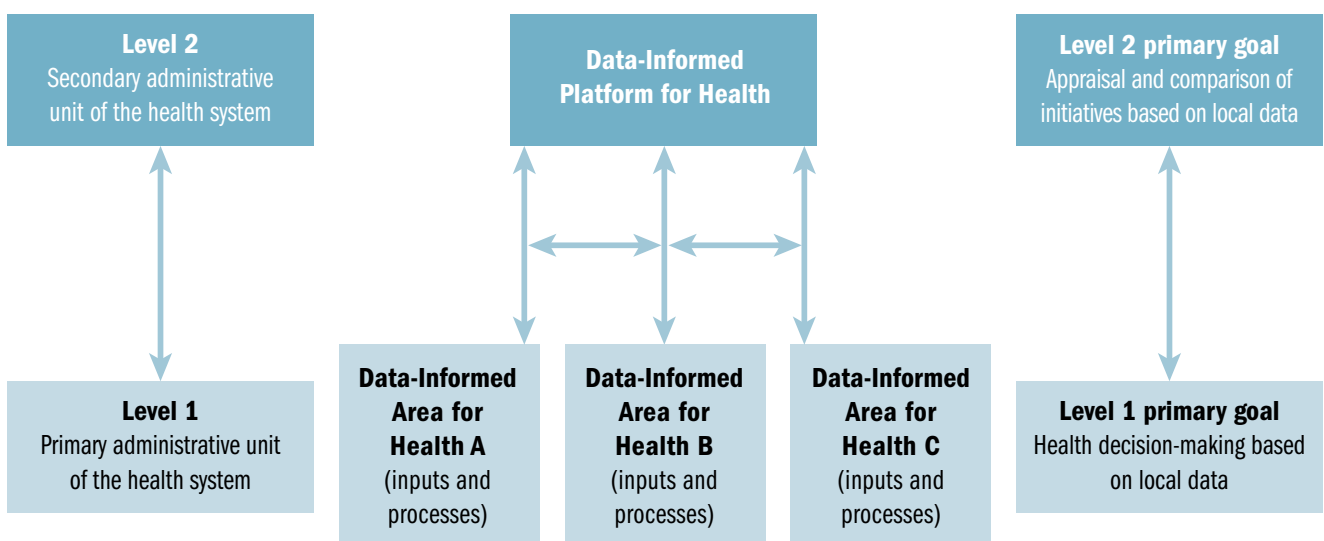 Level 2
Secondary administrative
unit of the health system
Data-Informed
Platform for Health
Level 2 primary goal
Appraisal and comparison of
initiatives based on local data
Level 1
Primary administrative unit
of the health system
Data-Informed
Area for
Health A
(inputs and
processes)
Data-Informed
Area for
Health B
(inputs and
processes)
Data-Informed
Area for
Health C
(inputs and
processes)
Level 1 primary goal
Health decision-making based
on local data